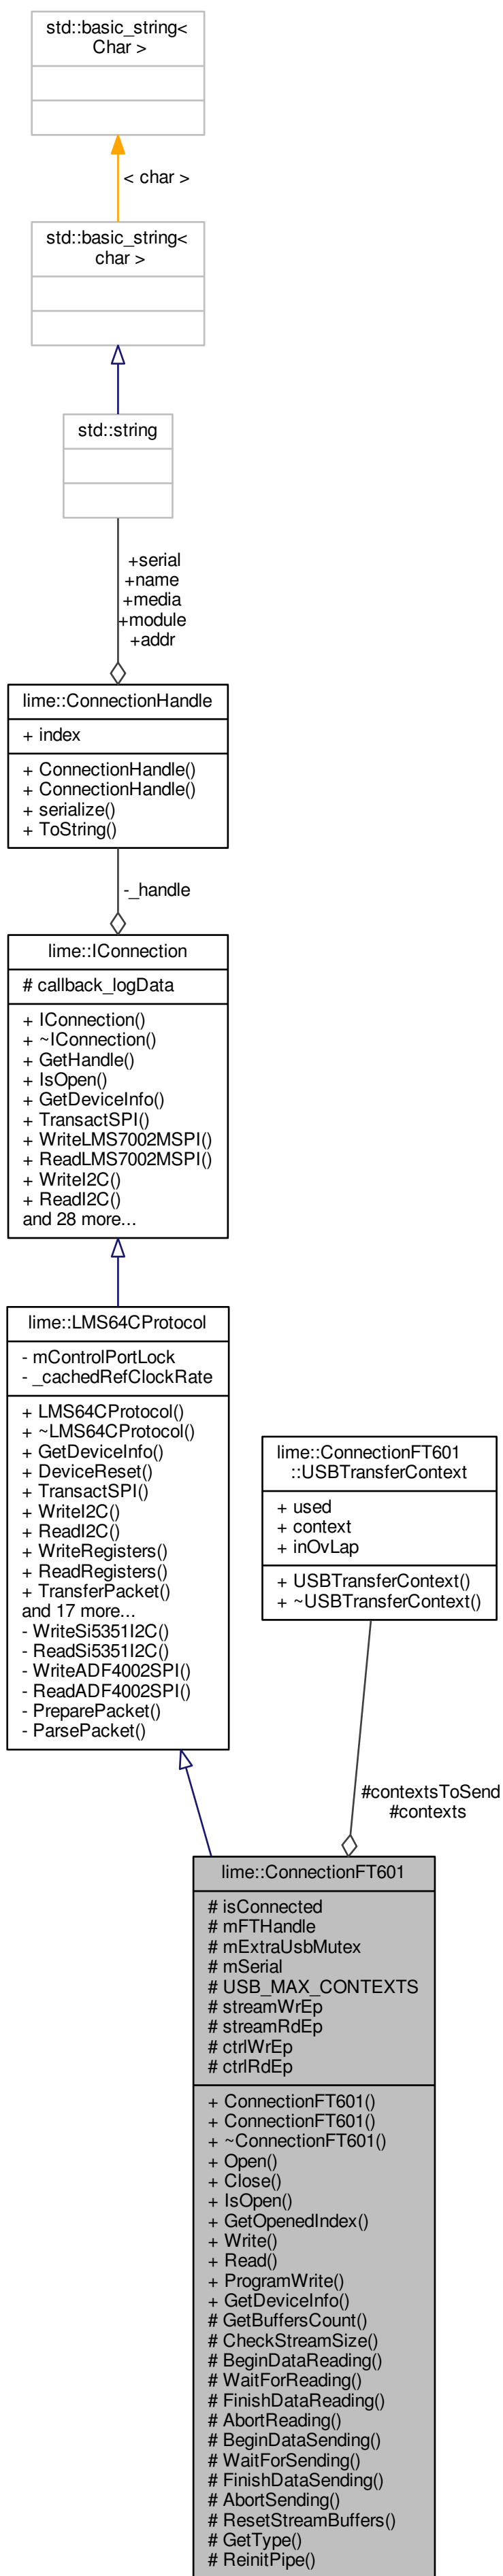 std::basic_string<
Char >
< char >
std::basic_string<
char >
std::string
+serial
+name
+media
+module
+addr
lime::ConnectionHandle
+ index
+ ConnectionHandle()
+ ConnectionHandle()
+ serialize()
+ ToString()
-_handle
lime::IConnection
# callback_logData
+ IConnection()
+ ~IConnection()
+ GetHandle()
+ IsOpen()
+ GetDeviceInfo()
+ TransactSPI()
+ WriteLMS7002MSPI()
+ ReadLMS7002MSPI()
+ WriteI2C()
+ ReadI2C()
and 28 more...
lime::LMS64CProtocol
- mControlPortLock
- _cachedRefClockRate
+ LMS64CProtocol()
+ ~LMS64CProtocol()
+ GetDeviceInfo()
+ DeviceReset()
+ TransactSPI()
+ WriteI2C()
+ ReadI2C()
+ WriteRegisters()
+ ReadRegisters()
+ TransferPacket()
and 17 more...
- WriteSi5351I2C()
- ReadSi5351I2C()
- WriteADF4002SPI()
- ReadADF4002SPI()
- PreparePacket()
- ParsePacket()
lime::ConnectionFT601
::USBTransferContext
+ used
+ context
+ inOvLap
+ USBTransferContext()
+ ~USBTransferContext()
#contextsToSend
#contexts
lime::ConnectionFT601
# isConnected
# mFTHandle
# mExtraUsbMutex
# mSerial
# USB_MAX_CONTEXTS
# streamWrEp
# streamRdEp
# ctrlWrEp
# ctrlRdEp
+ ConnectionFT601()
+ ConnectionFT601()
+ ~ConnectionFT601()
+ Open()
+ Close()
+ IsOpen()
+ GetOpenedIndex()
+ Write()
+ Read()
+ ProgramWrite()
+ GetDeviceInfo()
# GetBuffersCount()
# CheckStreamSize()
# BeginDataReading()
# WaitForReading()
# FinishDataReading()
# AbortReading()
# BeginDataSending()
# WaitForSending()
# FinishDataSending()
# AbortSending()
# ResetStreamBuffers()
# GetType()
# ReinitPipe()